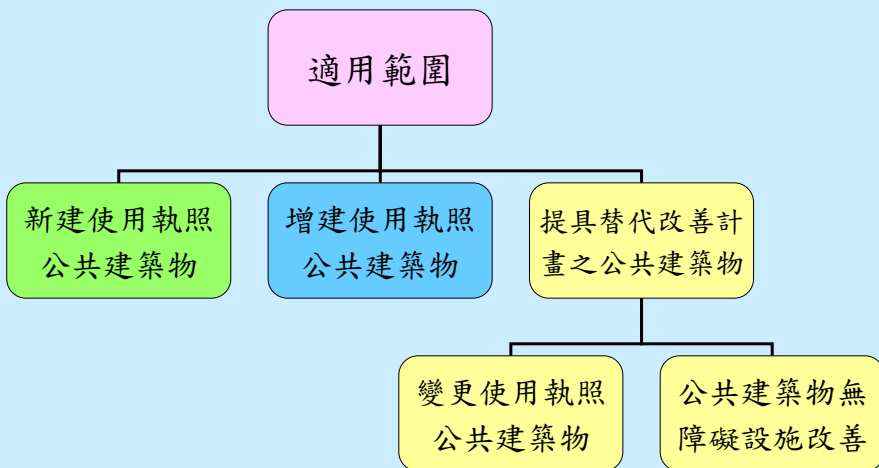 適用範圍
新建使用執照
公共建築物
增建使用執照
公共建築物
提具替代改善計
畫之公共建築物
變更使用執照
公共建築物
公共建築物無
障礙設施改善